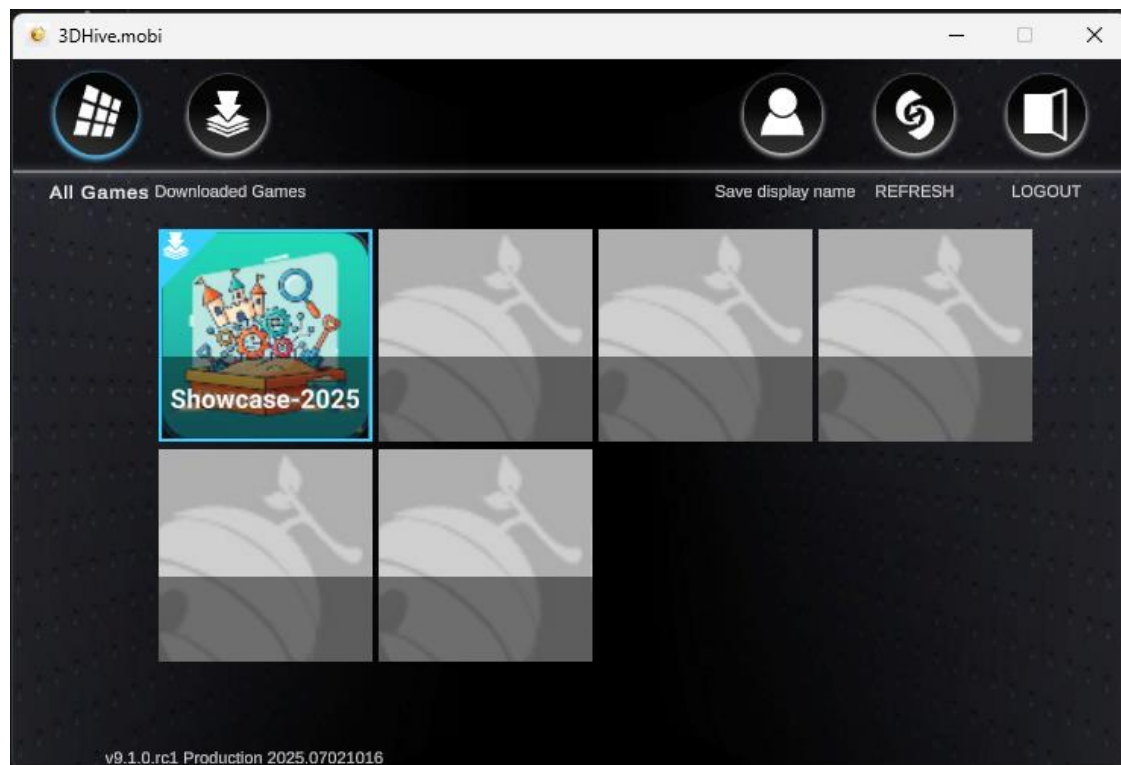 3DHive.mobi
All Games Downloaded Games Save display name REFRESH LOGOUT
Showcase-2025
v9.1.0.rc1 Production 2025.07021016